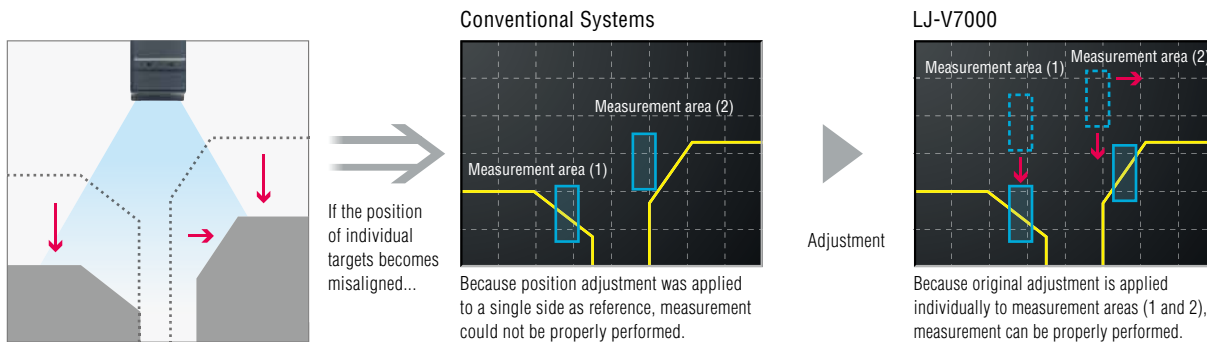 Conventional Systems
LJ-V7000
Measurement area (2)
Measurement area (1)
Measurement area (1)
Measurement area (2)
If the position
of individual
targets becomes
misaligned...
Adjustment
Because position adjustment was applied
to a single side as reference, measurement
could not be properly performed.
Because original adjustment is applied
individually to measurement areas (1 and 2),
measurement can be properly performed.